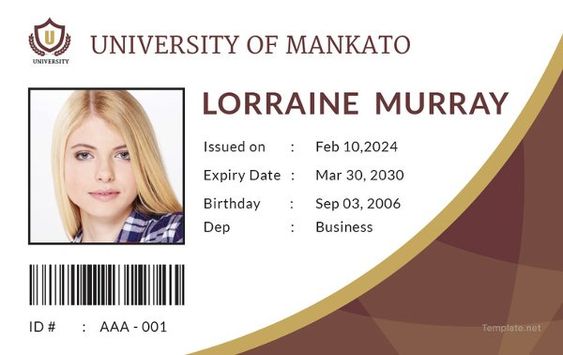 U
UNIVERSITY
UNIVERSITY OF MANKATO
LORRAINE MURRAY
Issued on : Feb 10,2024
Expiry Date : Mar 30, 2030
Birthday : Sep 03, 2006
Dep : Business
ID # : AAA - 001
Template.net